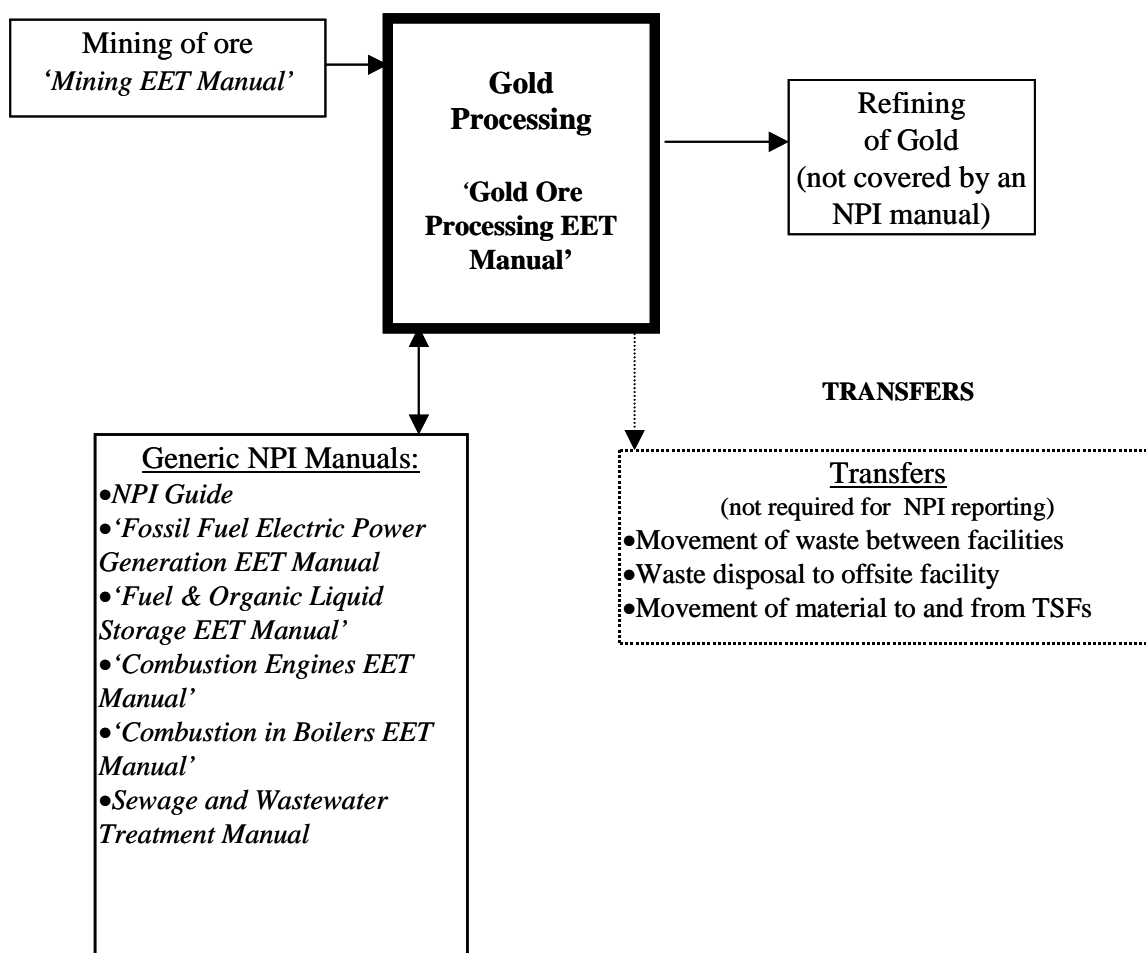 Mining of ore
‘Mining EET Manual’
Gold
Processing
‘Gold Ore
Processing EET
Manual’
Refining
of Gold
(not covered by an
NPI manual)
TRANSFERS
Generic NPI Manuals:
•NPI Guide
•‘Fossil Fuel Electric Power
Generation EET Manual
•‘Fuel & Organic Liquid
Storage EET Manual’
•‘Combustion Engines EET
Manual’
•‘Combustion in Boilers EET
Manual’
•Sewage and Wastewater
Treatment Manual
Transfers
(not required for NPI reporting)
•Movement of waste between facilities
•Waste disposal to offsite facility
•Movement of material to and from TSFs